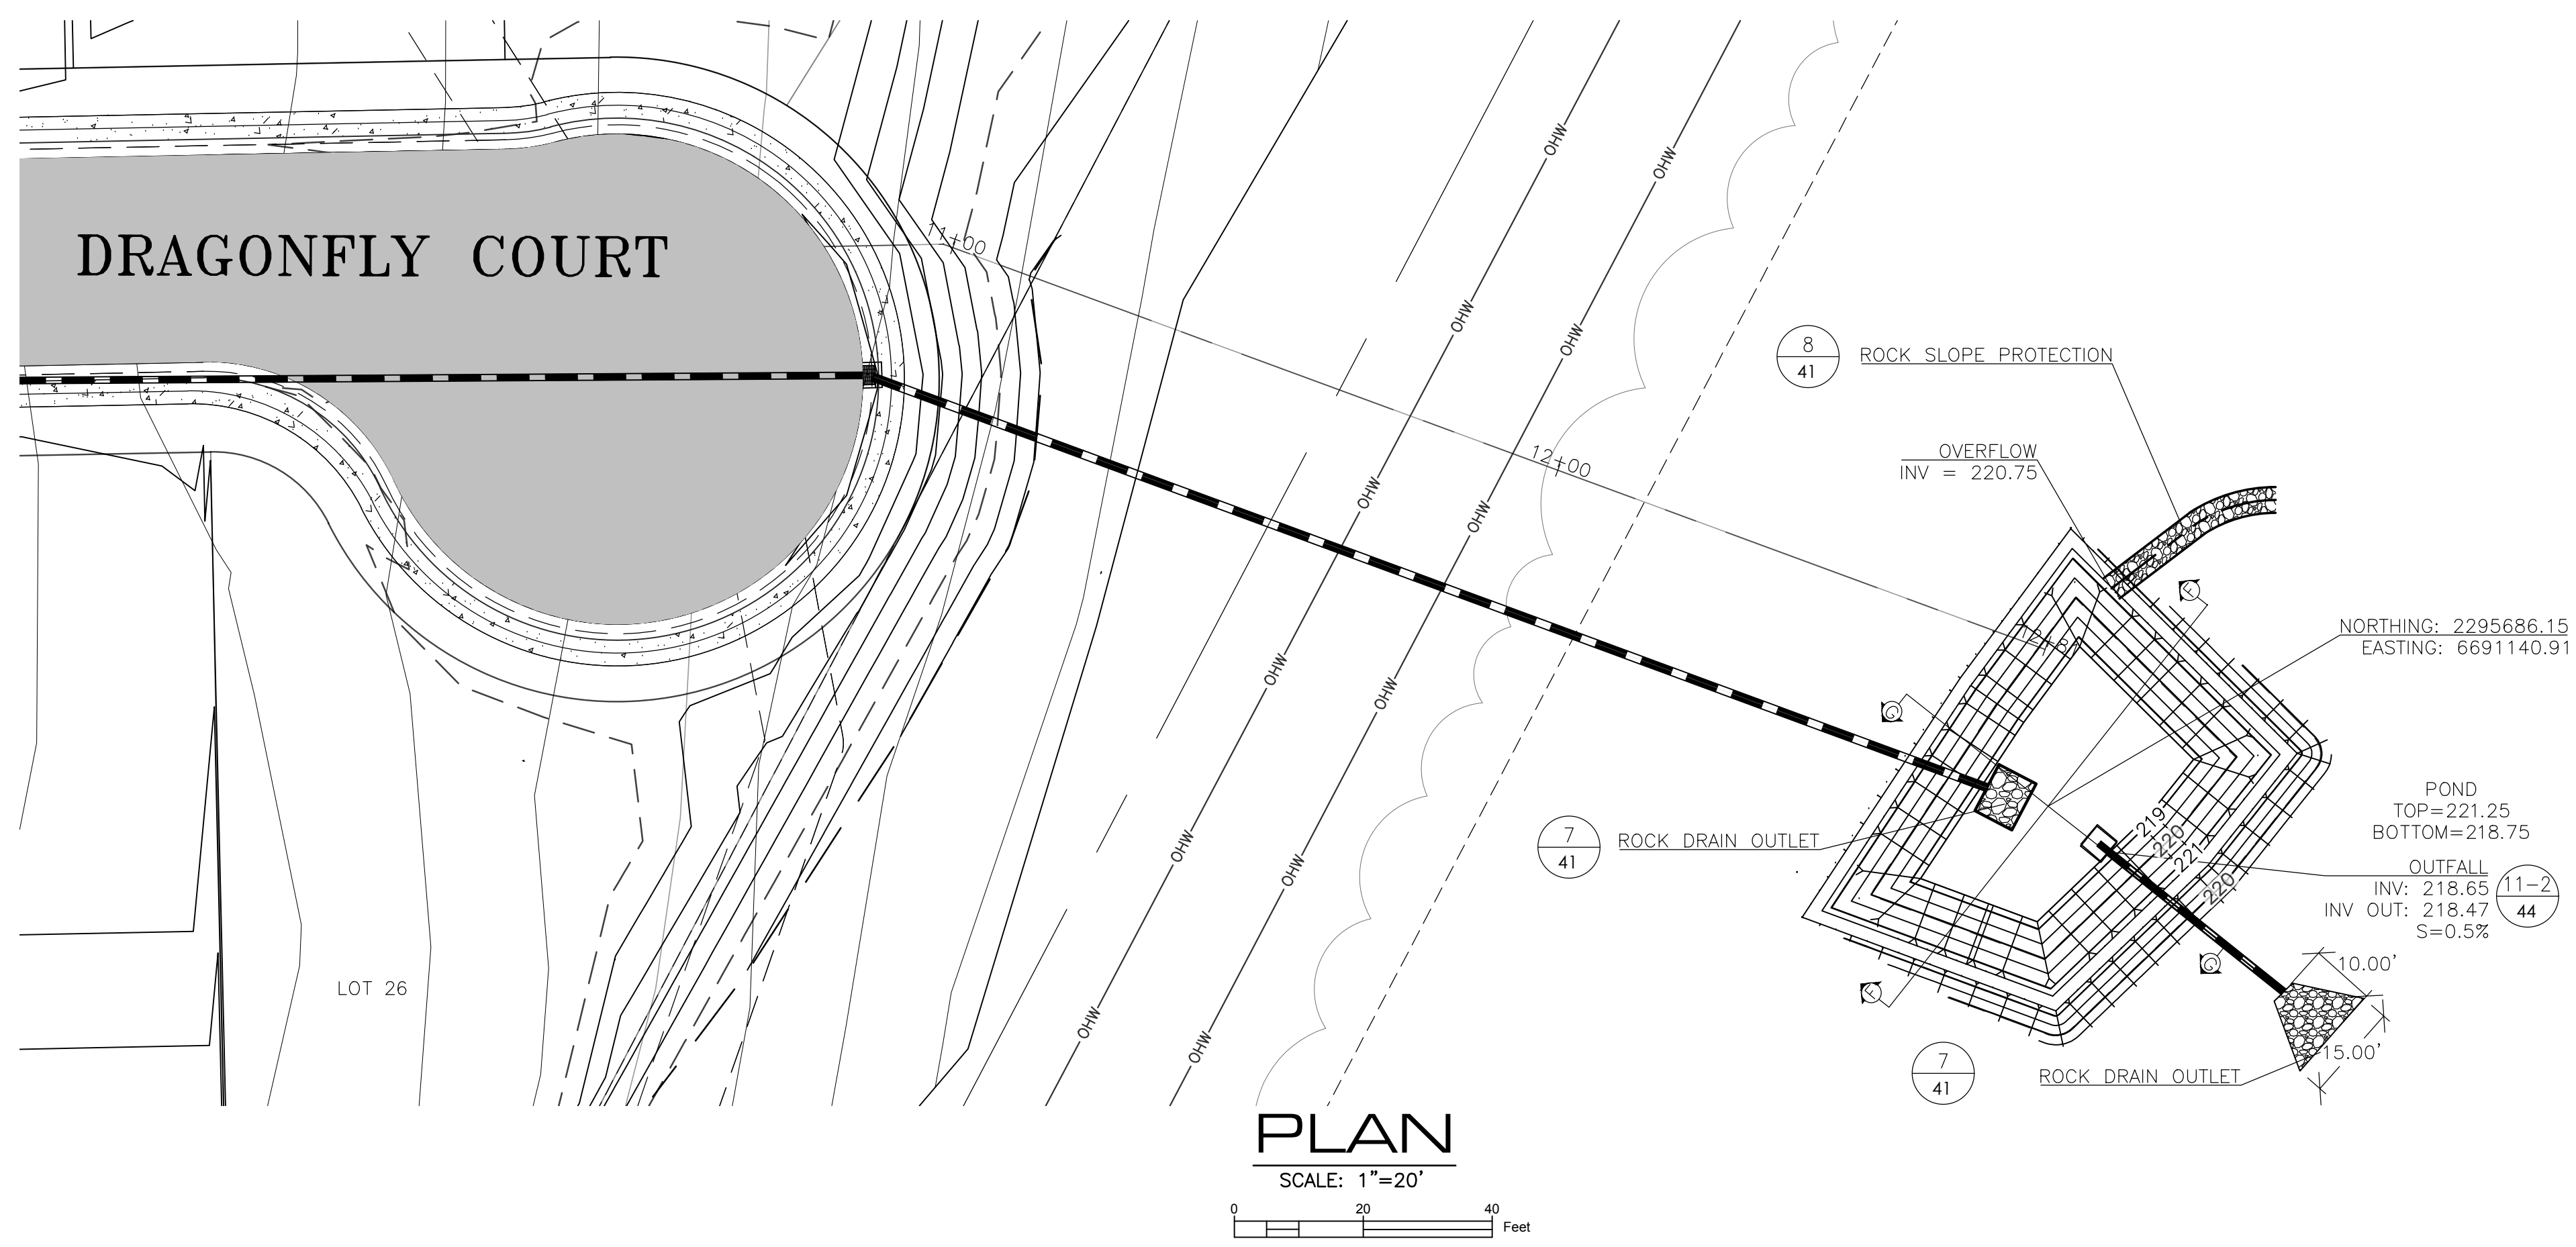 DRAGONFLY COURT
11+00
12+00
OHW
OHW
OHW
OHW
OHW
OHW
OHW
OHW
OHW
OHW
OHW
OHW
8
41
ROCK SLOPE PROTECTION
OVERFLOW
INV = 220.75
F
NORTHING: 2295686.15
EASTING: 6691140.91
G
7
41
ROCK DRAIN OUTLET
219
220
221
220
POND
TOP=221.25
BOTTOM=218.75
OUTFALL
INV: 218.65
INV OUT: 218.47
S=0.5%
11-2
44
G
F
10.00'
15.00'
7
41
ROCK DRAIN OUTLET
LOT 26
PLAN
SCALE: 1"=20'
0 20 40
Feet